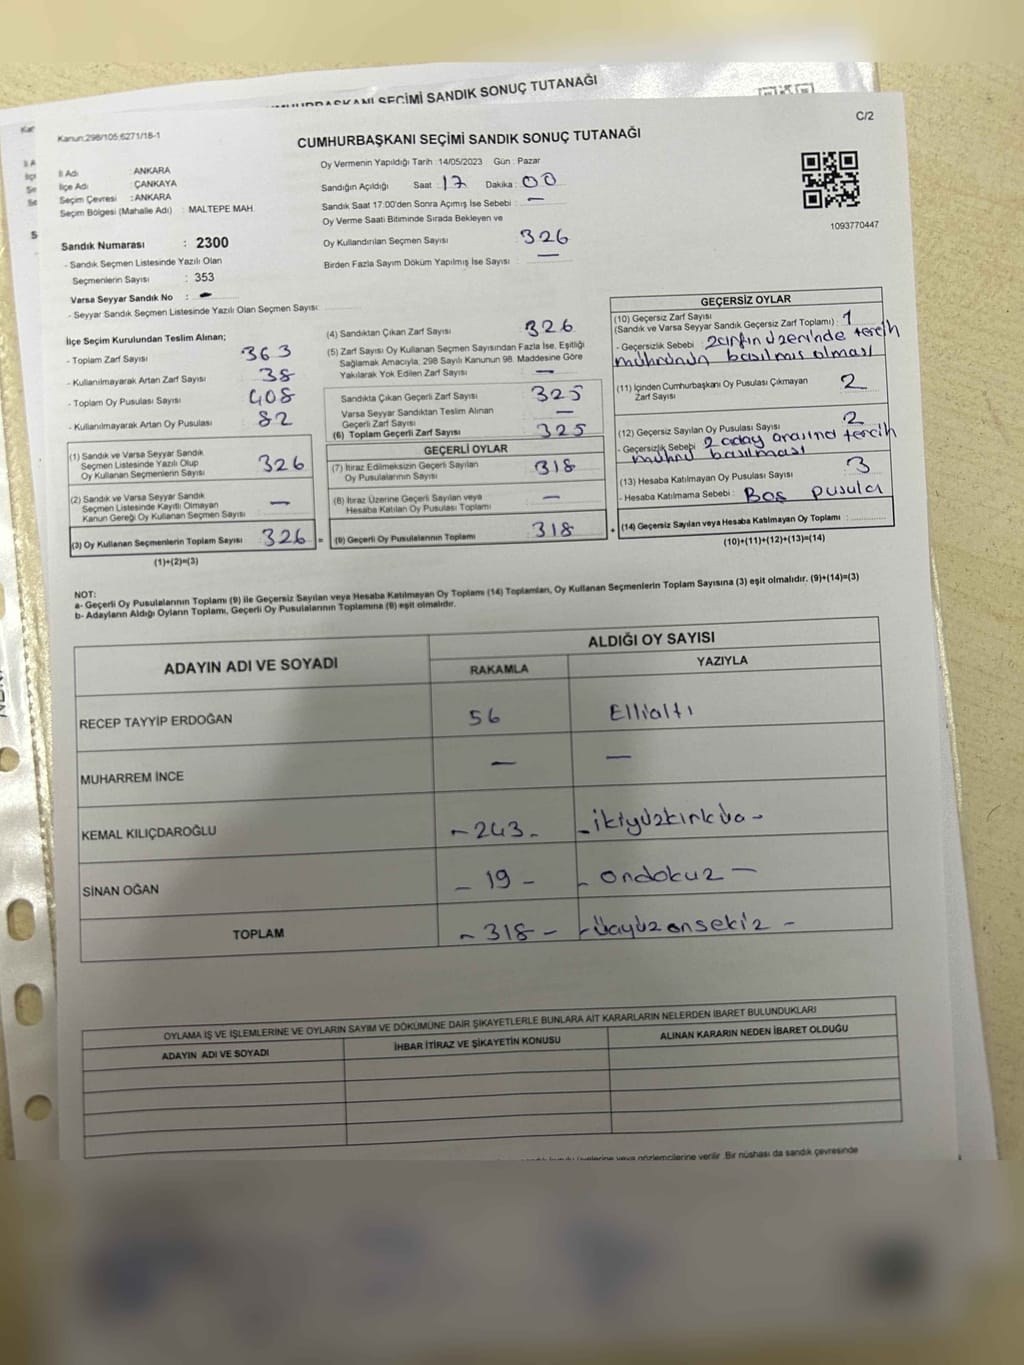 CUMHURBAŞKANI SEÇİMİ SANDIK SONUÇ TUTANAĞI
Kanun:298/105;6271/18-1
C/2
CUMHURBAŞKANI SEÇİMİ SANDIK SONUÇ TUTANAĞI
İl Adı : ANKARA
İlçe Adı : ÇANKAYA
Seçim Çevresi : ANKARA
Seçim Bölgesi (Mahalle Adı) : MALTEPE MAH.
Sandık Numarası : 2300
- Sandık Seçmen Listesinde Yazılı Olan
Seçmenlerin Sayısı : 353
Varsa Seyyar Sandık No : -
- Seyyar Sandık Seçmen Listesinde Yazılı Olan Seçmen Sayısı:
Oy Vermenin Yapıldığı Tarih : 14/05/2023 Gün : Pazar
Sandığın Açıldığı Saat : 17 Dakika : 00
Sandık Saat 17:00'den Sonra Açılmış İse Sebebi : -
Oy Verme Saati Bitiminde Sırada Bekleyen ve
Oy Kullandırılan Seçmen Sayısı : 326
Birden Fazla Sayım Döküm Yapılmış İse Sayısı : -
1093770447
İlçe Seçim Kurulundan Teslim Alınan;
- Toplam Zarf Sayısı : 363
- Kullanılmayarak Artan Zarf Sayısı : 38
- Toplam Oy Pusulası Sayısı : 408
- Kullanılmayarak Artan Oy Pusulası : 82
(1) Sandık ve Varsa Seyyar Sandık
Seçmen Listesinde Yazılı Olup
Oy Kullanan Seçmenlerin Sayısı : 326
(2) Sandık ve Varsa Seyyar Sandık
Seçmen Listesinde Kayıtlı Olmayan
Kanun Gereği Oy Kullanan Seçmen Sayısı : -
(3) Oy Kullanan Seçmenlerin Toplam Sayısı : 326 =
(1)+(2)=(3)
(4) Sandıktan Çıkan Zarf Sayısı : 326
(5) Zarf Sayısı Oy Kullanan Seçmen Sayısından Fazla İse, Eşitliği
Sağlamak Amacıyla, 298 Sayılı Kanunun 98. Maddesine Göre
Yakılarak Yok Edilen Zarf Sayısı : -
Sandıkta Çıkan Geçerli Zarf Sayısı : 325
Varsa Seyyar Sandıktan Teslim Alınan
Geçerli Zarf Sayısı : -
(6) Toplam Geçerli Zarf Sayısı : 325
GEÇERLİ OYLAR
(7) İtiraz Edilmeksizin Geçerli Sayılan
Oy Pusulalarının Sayısı : 318
(8) İtiraz Üzerine Geçerli Sayılan veya
Hesaba Katılan Oy Pusulası Toplamı : -
(9) Geçerli Oy Pusulalarının Toplamı : 318 +
GEÇERSİZ OYLAR
(10) Geçersiz Zarf Sayısı
(Sandık ve Varsa Seyyar Sandık Geçersiz Zarf Toplamı) : 1
- Geçersizlik Sebebi : zarfın üzerinde tercih
mührünün basılmış olması
(11) İçinden Cumhurbaşkanı Oy Pusulası Çıkmayan
Zarf Sayısı : 2
(12) Geçersiz Sayılan Oy Pusulası Sayısı : 2
- Geçersizlik Sebebi : 2 aday arasına tercih
mührü basılması
(13) Hesaba Katılmayan Oy Pusulası Sayısı : 3
- Hesaba Katılmama Sebebi : Boş pusula
(14) Geçersiz Sayılan veya Hesaba Katılmayan Oy Toplamı :
(10)+(11)+(12)+(13)=(14)
NOT:
a- Geçerli Oy Pusulalarının Toplamı (9) ile Geçersiz Sayılan veya Hesaba Katılmayan Oy Toplamı (14) Toplamları, Oy Kullanan Seçmenlerin Toplam Sayısına (3) eşit olmalıdır. (9)+(14)=(3)
b- Adayların Aldığı Oyların Toplamı, Geçerli Oy Pusulalarının Toplamına (9) eşit olmalıdır.
ADAYIN ADI VE SOYADI
ALDIĞI OY SAYISI
RAKAMLA YAZIYLA
RECEP TAYYİP ERDOĞAN 56 Ellialtı
MUHARREM İNCE - -
KEMAL KILIÇDAROĞLU - 243 - - ikiyüzkırküç -
SİNAN OĞAN - 19 - - ondokuz -
TOPLAM - 318 - - üçyüzonsekiz -
OYLAMA İŞ VE İŞLEMLERİNE VE OYLARIN SAYIM VE DÖKÜMÜNE DAİR ŞİKAYETLERLE BUNLARA AİT KARARLARIN NELERDEN İBARET BULUNDUKLARI
ADAYIN ADI VE SOYADI İHBAR İTİRAZ VE ŞİKAYETİN KONUSU ALINAN KARARIN NEDEN İBARET OLDUĞU
üyelerine veya gözlemcilerine verilir. Bir nüshası da sandık çevresinde